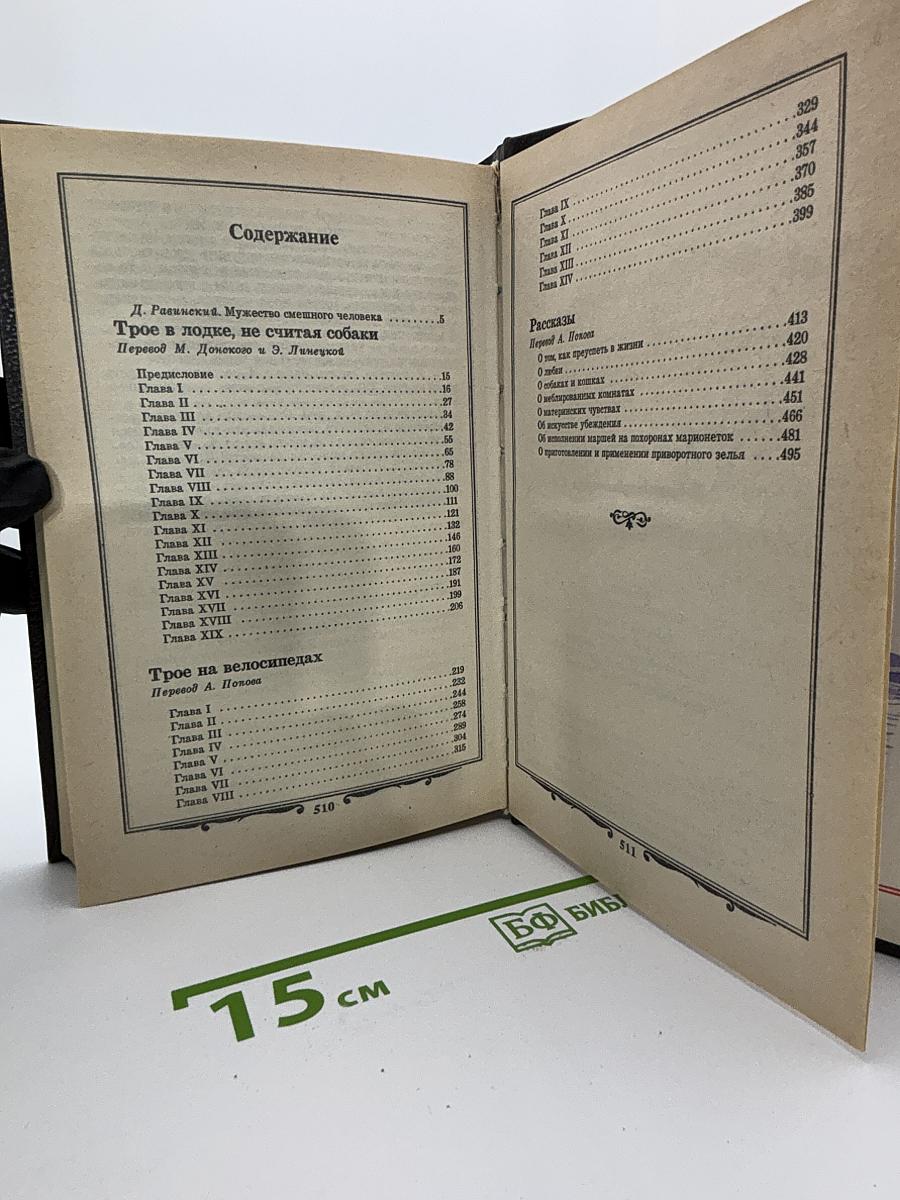 Содержание
Д. Равинский. Мужество смешного человека ........5
Трое в лодке, не считая собаки
Перевод М. Донского и Э. Линецкой
Предисловие ........15
Глава I ........16
Глава II ........27
Глава III ........34
Глава IV ........42
Глава V ........55
Глава VI ........65
Глава VII ........78
Глава VIII ........88
Глава IX ........100
Глава X ........111
Глава XI ........121
Глава XII ........132
Глава XIII ........146
Глава XIV ........160
Глава XV ........172
Глава XVI ........187
Глава XVII ........191
Глава XVIII ........199
Глава XIX ........206
Трое на велосипедах
Перевод А. Попова
Глава I ........219
Глава II ........232
Глава III ........244
Глава IV ........258
Глава V ........274
Глава VI ........289
Глава VII ........304
Глава VIII ........315
510
Глава IX ........329
Глава X ........344
Глава XI ........357
Глава XII ........370
Глава XIII ........385
Глава XIV ........399
Рассказы
Перевод А. Попова
О том, как преуспеть в жизни ........413
О любви ........420
О собаках и кошках ........428
О меблированных комнатах ........441
О материнских чувствах ........451
Об искусстве убеждения ........466
Об исполнении маршей на похоронах марионеток ......481
О приготовлении и применении приворотного зелья ....495
511
15 см
БФ БИБ